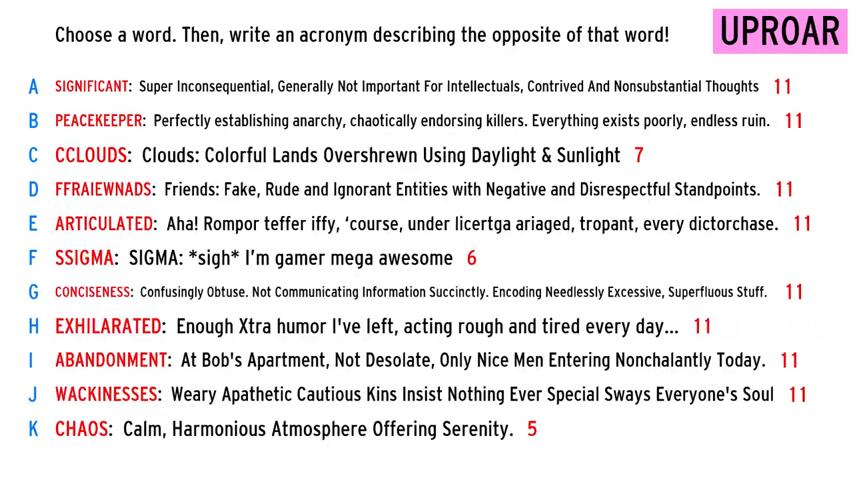 Choose a word. Then, write an acronym describing the opposite of that word!
UPROAR
A SIGNIFICANT: Super Inconsequential, Generally Not Important For Intellectuals, Contrived And Nonsubstantial Thoughts 11
B PEACEKEEPER: Perfectly establishing anarchy, chaotically endorsing killers. Everything exists poorly, endless ruin. 11
C CCLOUDS: Clouds: Colorful Lands Overshrewn Using Daylight & Sunlight 7
D FFRAIEWNADS: Friends: Fake, Rude and Ignorant Entities with Negative and Disrespectful Standpoints. 11
E ARTICULATED: Aha! Rompor teffer iffy, ‘course, under licertga ariaged, tropant, every dictorchase. 11
F SSIGMA: SIGMA: *sigh* I'm gamer mega awesome 6
G CONCISENESS: Confusingly Obtuse. Not Communicating Information Succinctly. Encoding Needlessly Excessive, Superfluous Stuff. 11
H EXHILARATED: Enough Xtra humor I've left, acting rough and tired every day... 11
I ABANDONMENT: At Bob's Apartment, Not Desolate, Only Nice Men Entering Nonchalantly Today. 11
J WACKINESSES: Weary Apathetic Cautious Kins Insist Nothing Ever Special Sways Everyone's Soul 11
K CHAOS: Calm, Harmonious Atmosphere Offering Serenity. 5